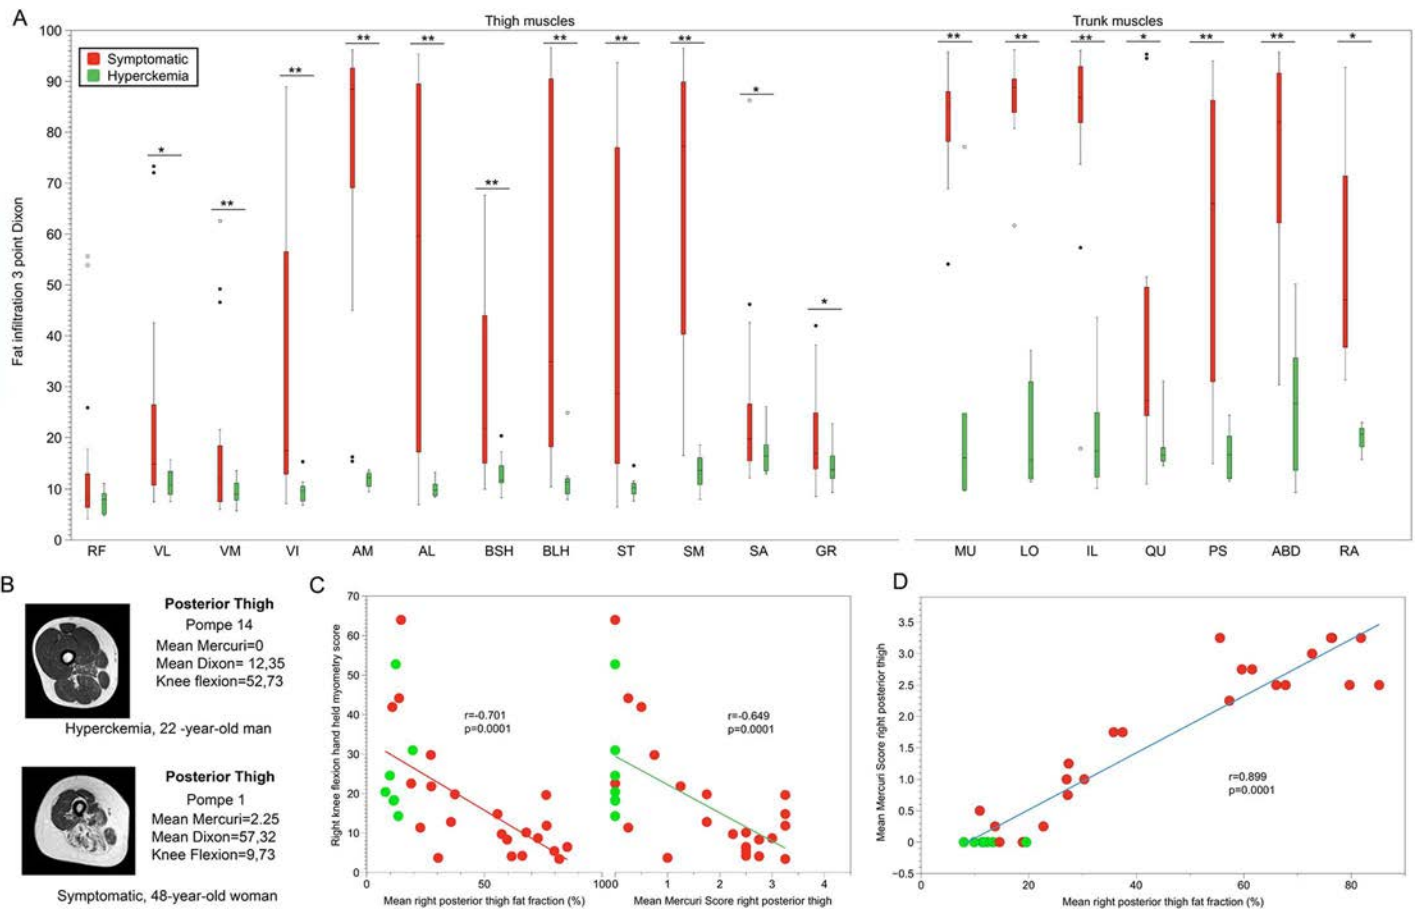 A
Thigh muscles
Trunk muscles
Symptomatic
Hyperckemia
Fat infiltration 3 point Dixon
100
90
80
70
60
50
40
30
20
10
0
* ** ** ** ** ** ** ** ** * *
** ** ** * ** ** *
RF VL VM VI AM AL BSH BLH ST SM SA GR MU LO IL QU PS ABD RA
B
Posterior Thigh
Pompe 14
Mean Mercuri=0
Mean Dixon= 12,35
Knee flexion=52,73
Hyperckemia, 22 -year-old man
Posterior Thigh
Pompe 1
Mean Mercuri=2.25
Mean Dixon=57,32
Knee Flexion=9,73
Symptomatic, 48-year-old woman
C
Right knee flexion hand held myometry score
70
60
50
40
30
20
10
0
r=-0.701
p=0.0001
r=-0.649
p=0.0001
0 50 1000 1 2 3 4
Mean right posterior thigh fat fraction (%)
Mean Mercuri Score right posterior thigh
D
Mean Mercuri Score right posterior thigh
3.5
3.0
2.5
2.0
1.5
1.0
0.5
0.0
−0.5
r=0.899
p=0.0001
0 20 40 60 80
Mean right posterior thigh fat fraction (%)